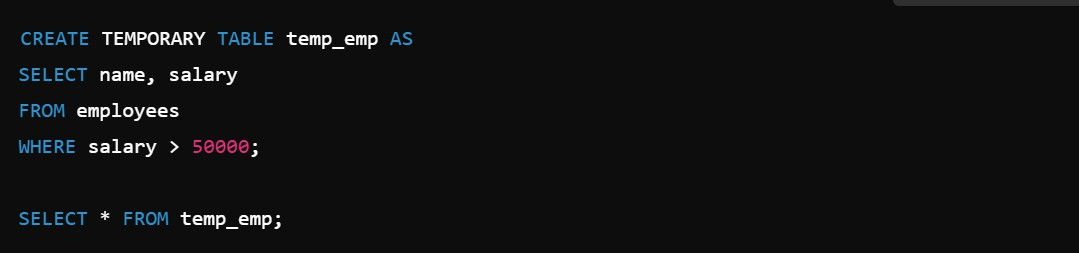 CREATE TEMPORARY TABLE temp_emp AS
SELECT name, salary
FROM employees
WHERE salary > 50000;
SELECT * FROM temp_emp;